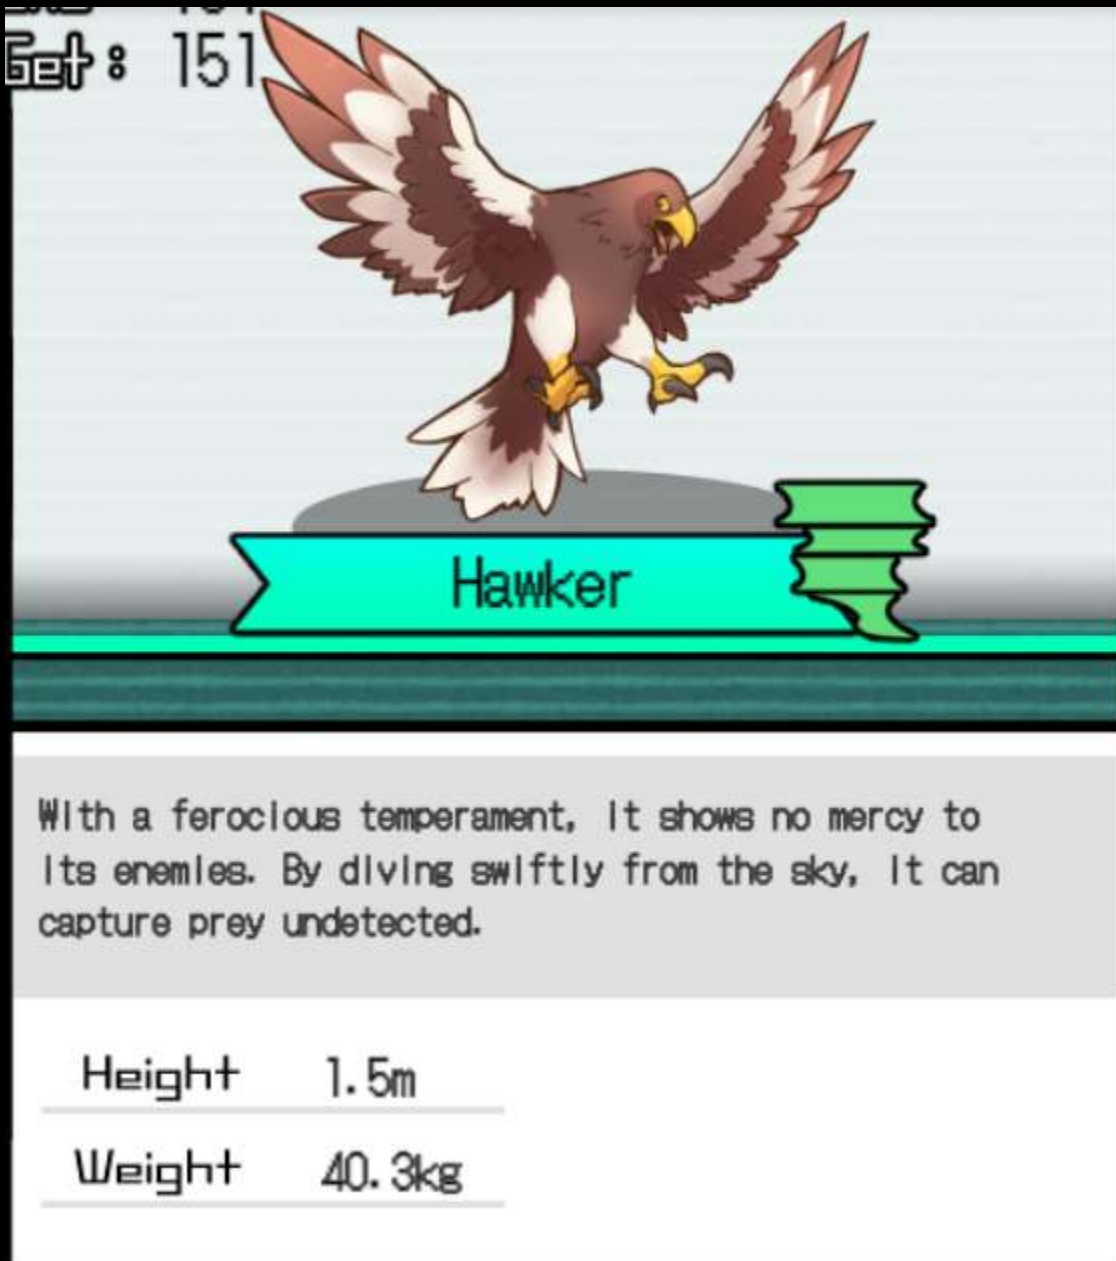 Get: 151
Hawker
With a ferocious temperament, it shows no mercy to
its enemies. By diving swiftly from the sky, it can
capture prey undetected.
Height 1.5m
Weight 40.3kg